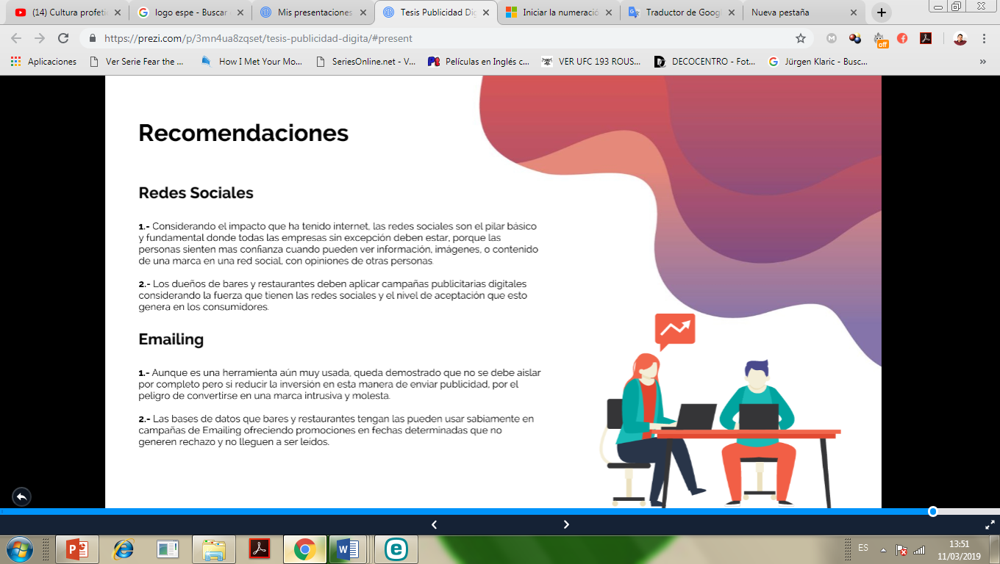 (14) Cultura profeti
logo espe - Buscar
Mis presentaciones
Tesis Publicidad Dig
Iniciar la numeració
Traductor de Googl
Nueva pestaña
https://prezi.com/p/3mn4ua8zqset/tesis-publicidad-digita/#present
off
Aplicaciones
Ver Serie Fear the ...
How I Met Your Mo...
SeriesOnline.net - V...
Películas en Inglés c...
VER UFC 193 ROUS...
DECOCENTRO - Fot...
Jürgen Klaric - Busc...
»
Recomendaciones
Redes Sociales
1.- Considerando el impacto que ha tenido internet, las redes sociales son el pilar básico
y fundamental donde todas las empresas sin excepción deben estar, porque las
personas sienten mas confianza cuando pueden ver información, imágenes, o contenido
de una marca en una red social, con opiniones de otras personas.
2.- Los dueños de bares y restaurantes deben aplicar campañas publicitarias digitales
considerando la fuerza que tienen las redes sociales y el nivel de aceptación que esto
genera en los consumidores.
Emailing
1.- Aunque es una herramienta aún muy usada, queda demostrado que no se debe aislar
por completo pero si reducir la inversión en esta manera de enviar publicidad, por el
peligro de convertirse en una marca intrusiva y molesta.
2.- Las bases de datos que bares y restaurantes tengan las pueden usar sabiamente en
campañas de Emailing ofreciendo promociones en fechas determinadas que no
generen rechazo y no lleguen a ser leídos.
ES
13:51
11/03/2019